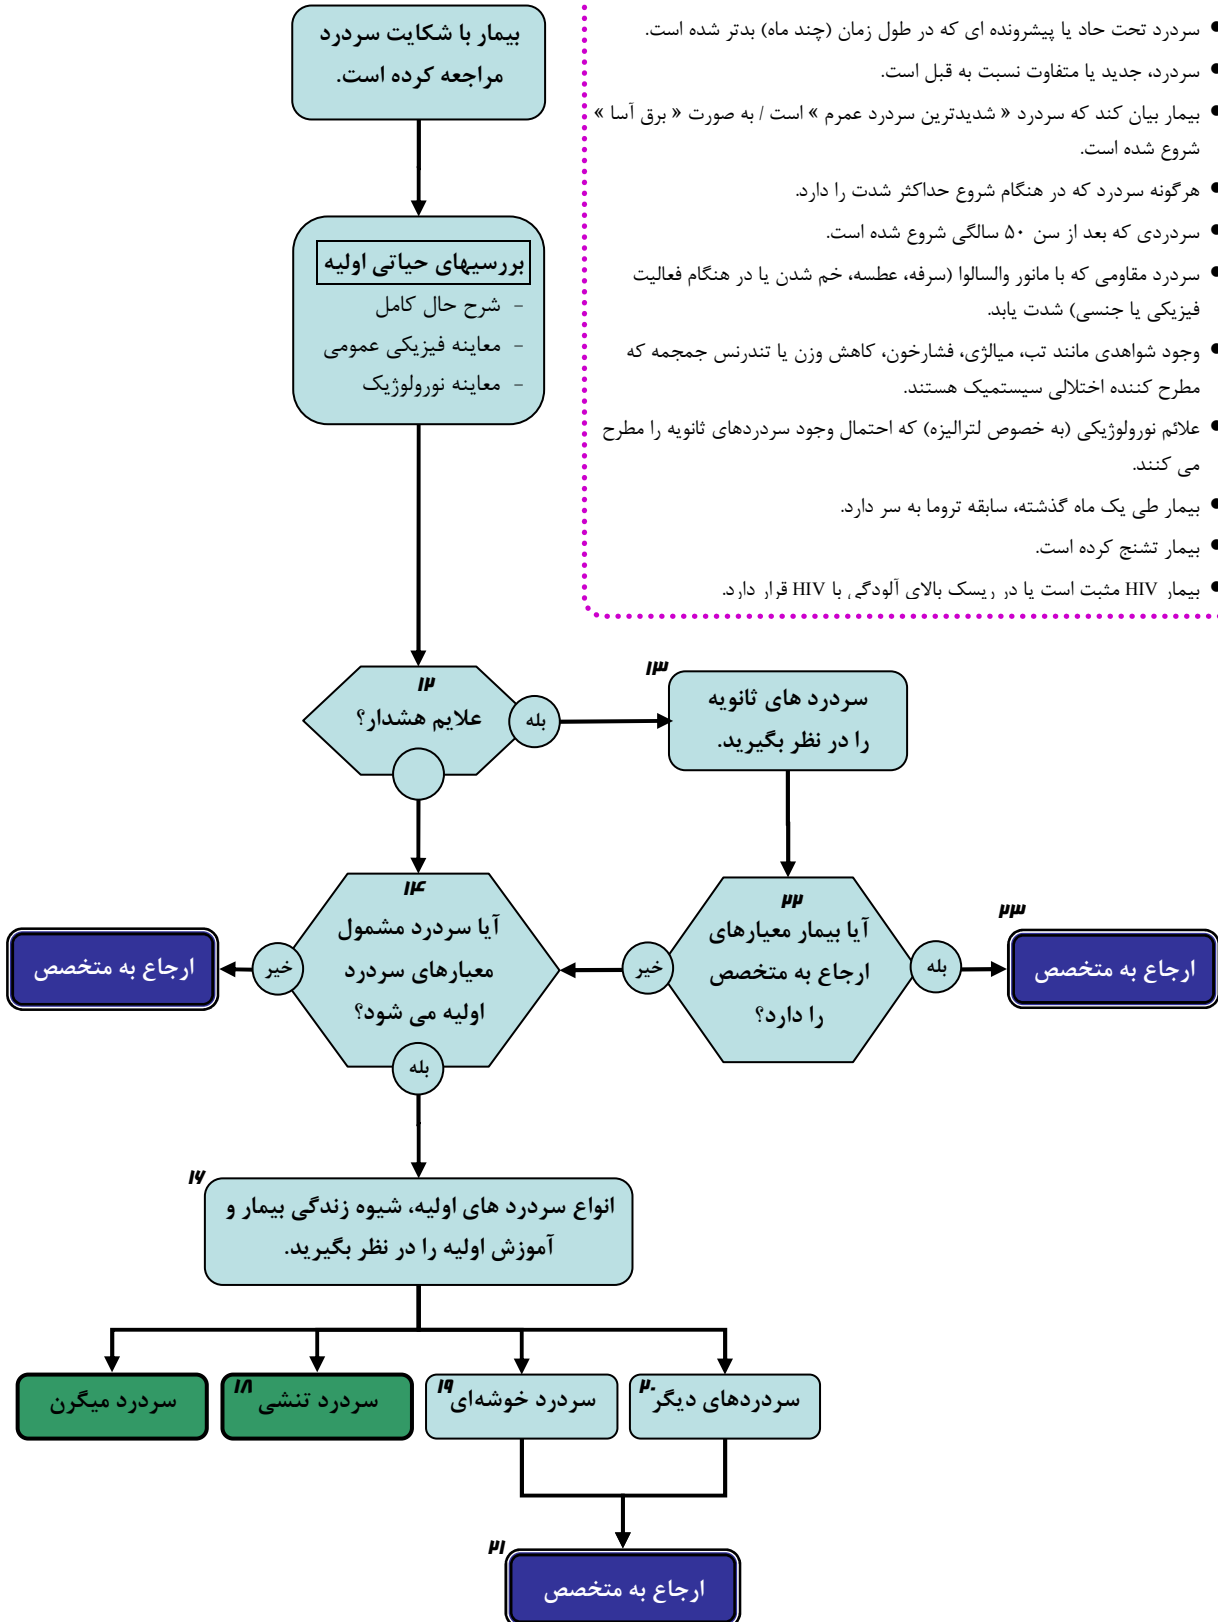 بیمار با شکایت سردرد
مراجعه کرده است.
● سردرد تحت حاد یا پیشرونده ای که در طول زمان (چند ماه) بدتر شده است.
● سردرد، جدید یا متفاوت نسبت به قبل است.
● بیمار بیان کند که سردرد « شدیدترین سردرد عمرم » است / به صورت « برق آسا »
شروع شده است.
● هرگونه سردرد که در هنگام شروع حداکثر شدت را دارد.
● سردردی که بعد از سن ۵۰ سالگی شروع شده است.
● سردرد مقاومی که با مانور والسالوا (سرفه، عطسه، خم شدن یا در هنگام فعالیت
فیزیکی یا جنسی) شدت یابد.
● وجود شواهدی مانند تب، میالژی، فشارخون، کاهش وزن یا تندرنس جمجمه که
مطرح کننده اختلالی سیستمیک هستند.
● علائم نورولوژیکی (به خصوص لترالیزه) که احتمال وجود سردردهای ثانویه را مطرح
می کنند.
● بیمار طی یک ماه گذشته، سابقه تروما به سر دارد.
● بیمار تشنج کرده است.
● بیمار HIV مثبت است یا در ریسک بالای آلودگی با HIV قرار دارد.
بررسیهای حیاتی اولیه
- شرح حال کامل
- معاینه فیزیکی عمومی
- معاینه نورولوژیک
۱۲
علایم هشدار؟
بله
۱۳
سردرد های ثانویه
را در نظر بگیرید.
۲۲
آیا بیمار معیارهای
ارجاع به متخصص
را دارد؟
بله
خیر
۲۳
ارجاع به متخصص
۱۴
آیا سردرد مشمول
معیارهای سردرد
اولیه می شود؟
خیر
بله
ارجاع به متخصص
۱۶
انواع سردرد های اولیه، شیوه زندگی بیمار و
آموزش اولیه را در نظر بگیرید.
۲۰
سردردهای دیگر
۱۹
سردرد خوشه‌ای
۱۸
سردرد تنشی
سردرد میگرن
۲۱
ارجاع به متخصص